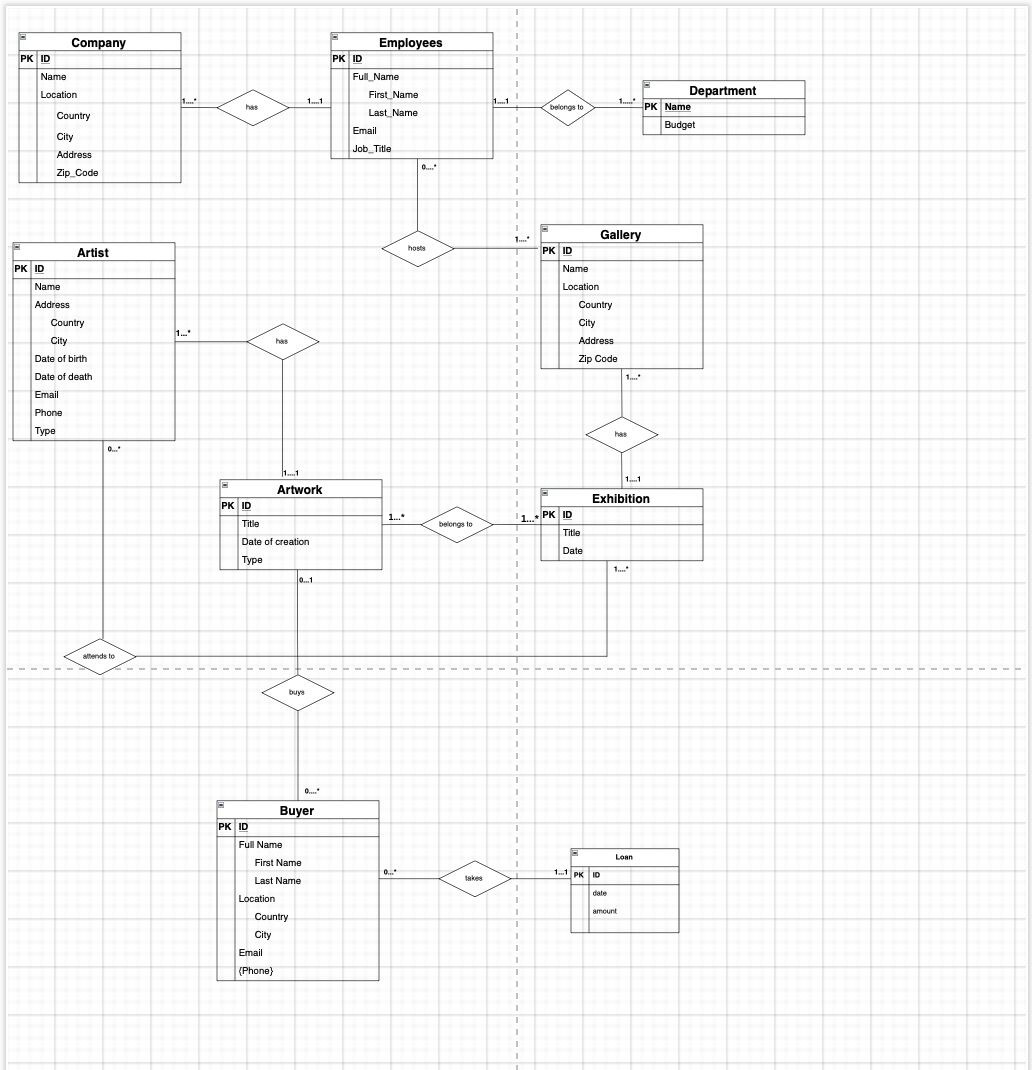 Company
PK ID
Name
Location
Country
City
Address
Zip_Code
1....*
has
1....1
Employees
PK ID
Full_Name
First_Name
Last_Name
Email
Job_Title
1....1
belongs to
1.....*
Department
PK Name
Budget
0....*
hosts
1....*
Gallery
PK ID
Name
Location
Country
City
Address
Zip Code
Artist
PK ID
Name
Address
Country
City
Date of birth
Date of death
Email
Phone
Type
1...*
has
1....1
1....*
has
1....1
0...*
Artwork
PK ID
Title
Date of creation
Type
1...*
belongs to
1...*
Exhibition
PK ID
Title
Date
1....*
0...1
attends to
buys
0....*
Buyer
PK ID
Full Name
First Name
Last Name
Location
Country
City
Email
{Phone}
0...*
takes
1...1
Loan
PK ID
date
amount